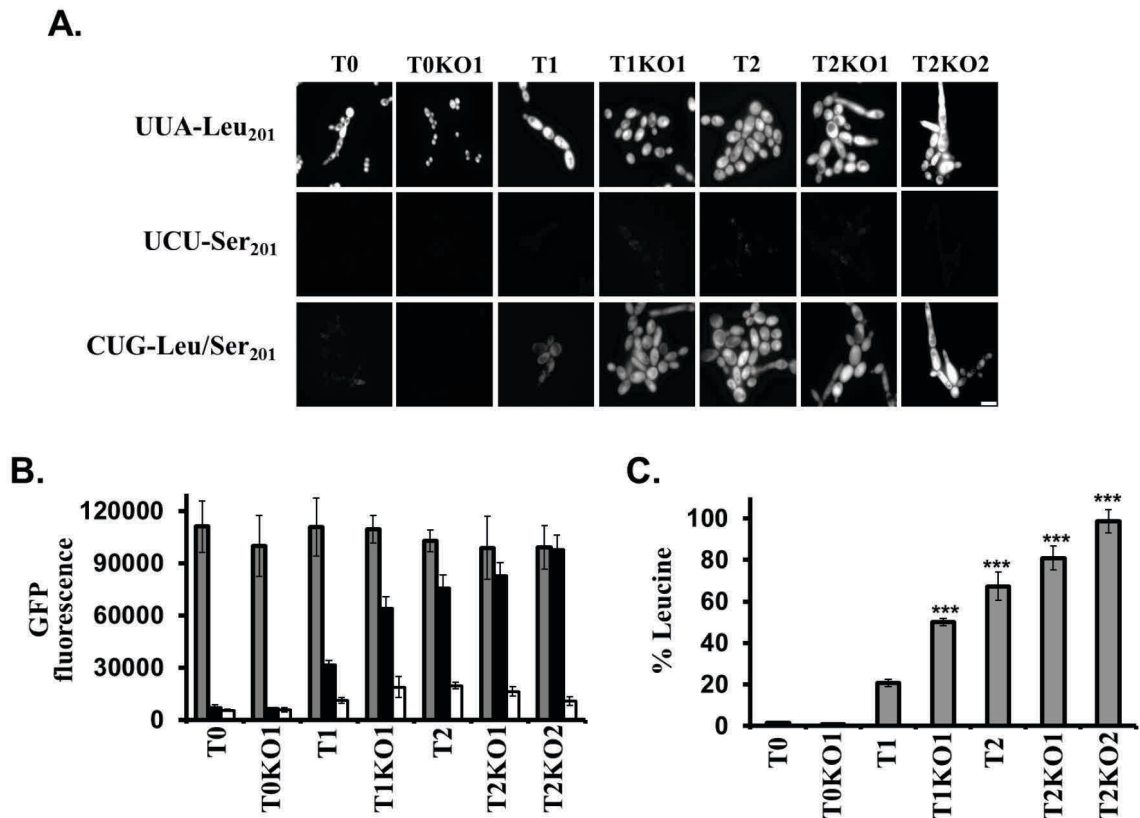 A.
T0 T0KO1 T1 T1KO1 T2 T2KO1 T2KO2
UUA-Leu201
UCU-Ser201
CUG-Leu/Ser201
B.
GFP
fluorescence
120000
90000
60000
30000
0
T0 T0KO1 T1 T1KO1 T2 T2KO1 T2KO2
C.
% Leucine
100
80
60
40
20
0
*** *** *** ***
T0 T0KO1 T1 T1KO1 T2 T2KO1 T2KO2